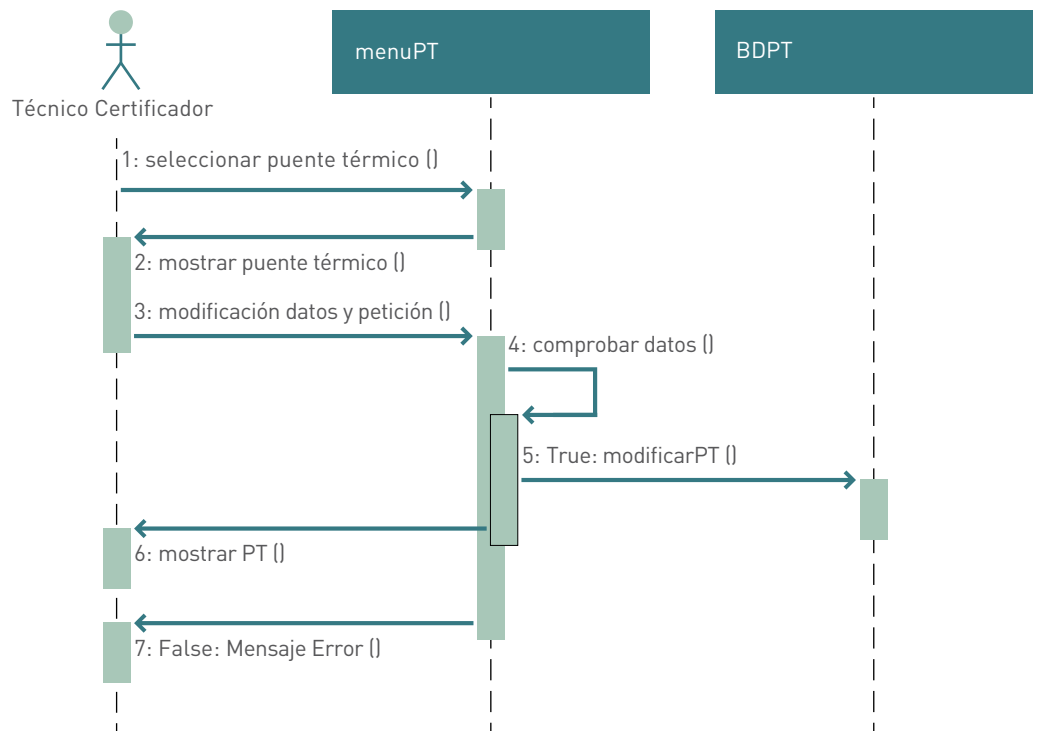 menuPT
BDPT
Técnico Certificador
1: seleccionar puente térmico ()
2: mostrar puente térmico ()
3: modificación datos y petición ()
4: comprobar datos ()
5: True: modificarPT ()
6: mostrar PT ()
7: False: Mensaje Error ()